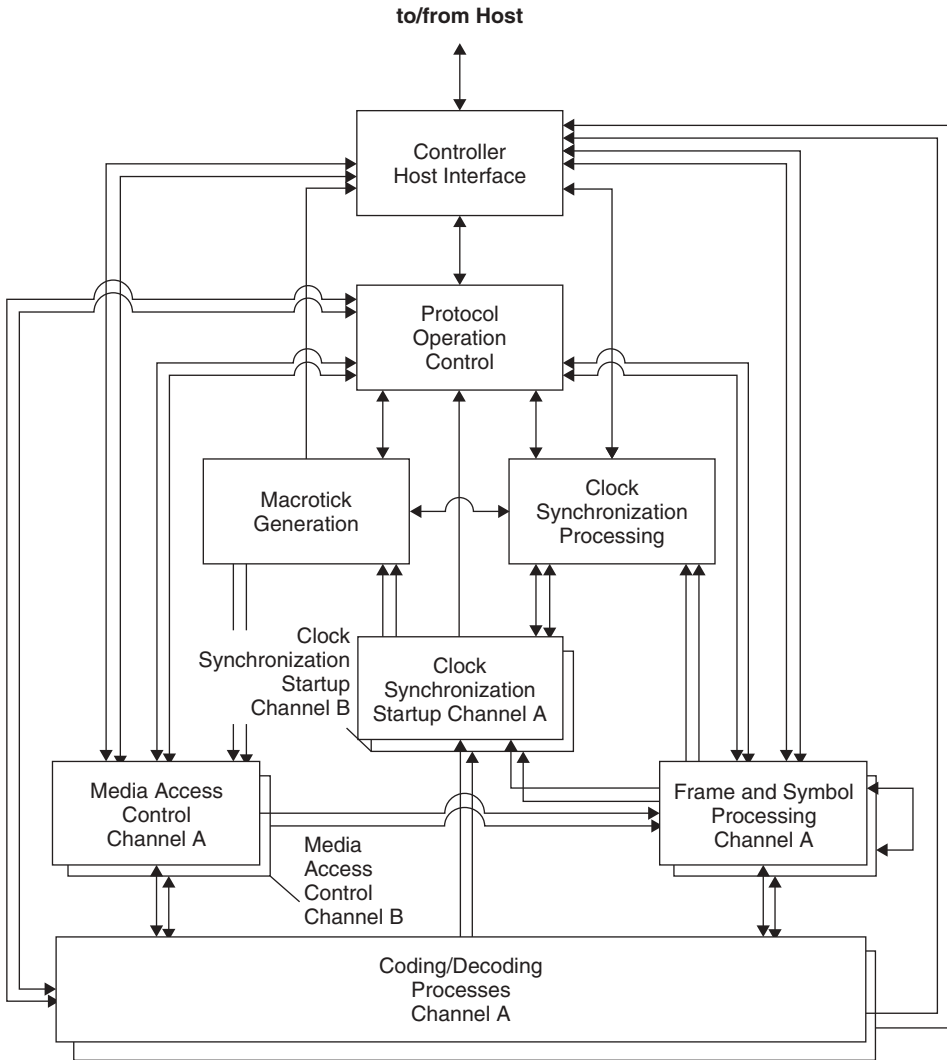 to/from Host
Controller
Host Interface
Protocol
Operation
Control
Macrotick
Generation
Clock
Synchronization
Processing
Clock
Synchronization
Startup
Channel B
Clock
Synchronization
Startup Channel A
Media Access
Control
Channel A
Frame and Symbol
Processing
Channel A
Media
Access
Control
Channel B
Coding/Decoding
Processes
Channel A